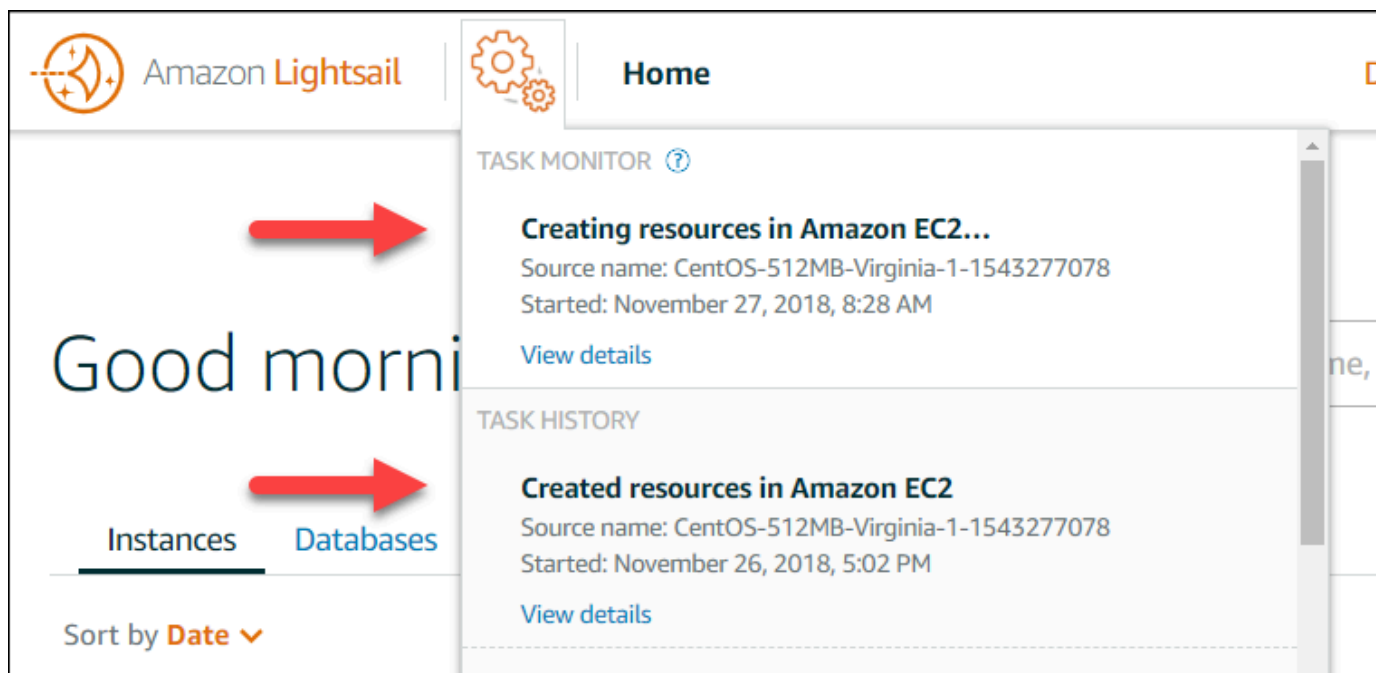 Amazon Lightsail
Home
TASK MONITOR ?
Creating resources in Amazon EC2...
Source name: CentOS-512MB-Virginia-1-1543277078
Started: November 27, 2018, 8:28 AM
View details
Good morni
TASK HISTORY
Created resources in Amazon EC2
Source name: CentOS-512MB-Virginia-1-1543277078
Started: November 26, 2018, 5:02 PM
View details
Instances Databases
Sort by Date